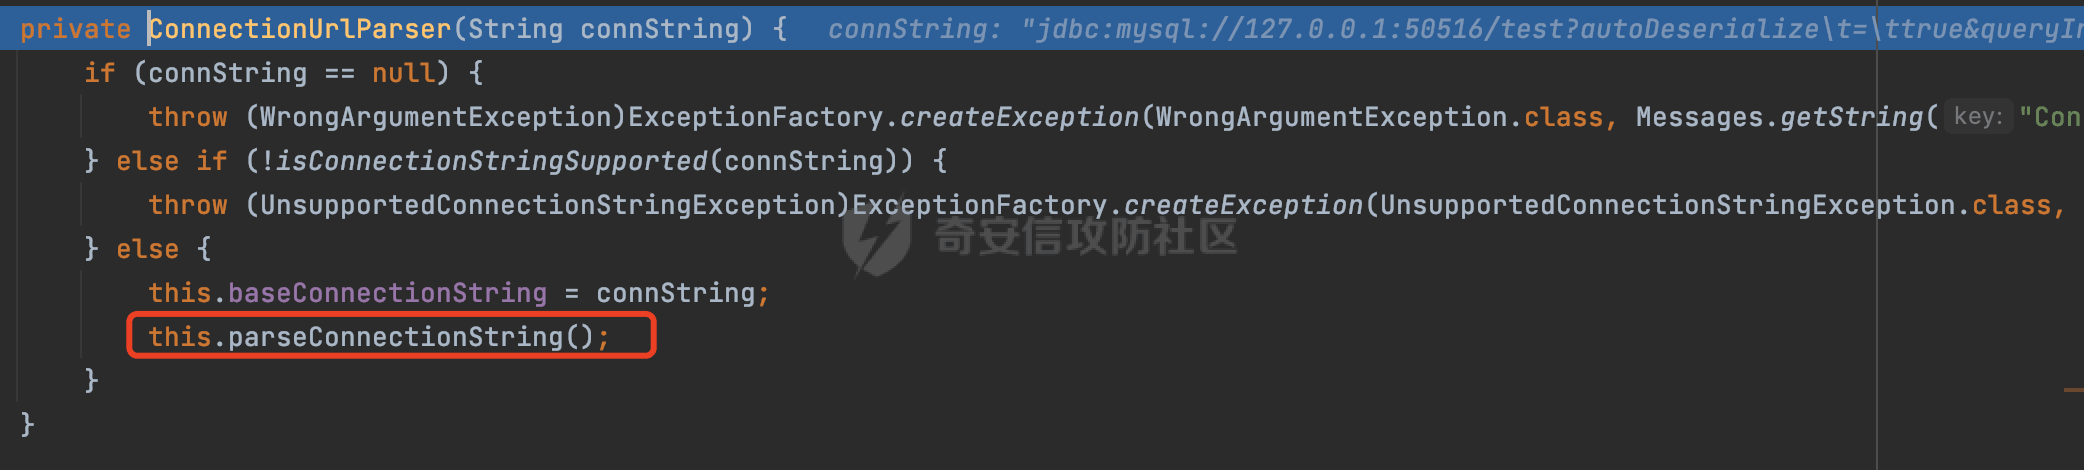 private ConnectionUrlParser(String connString) {   connString: "jdbc:mysql://127.0.0.1:50516/test?autoDeserialize\t=\ttrue&queryIn
if (connString == null) {
throw (WrongArgumentException)ExceptionFactory.createException(WrongArgumentException.class, Messages.getString( key: "Con
} else if (!isConnectionStringSupported(connString)) {
throw (UnsupportedConnectionStringException)ExceptionFactory.createException(UnsupportedConnectionStringException.class,
奇安信攻防社区
} else {
this.baseConnectionString = connString;
this.parseConnectionString();
}
}